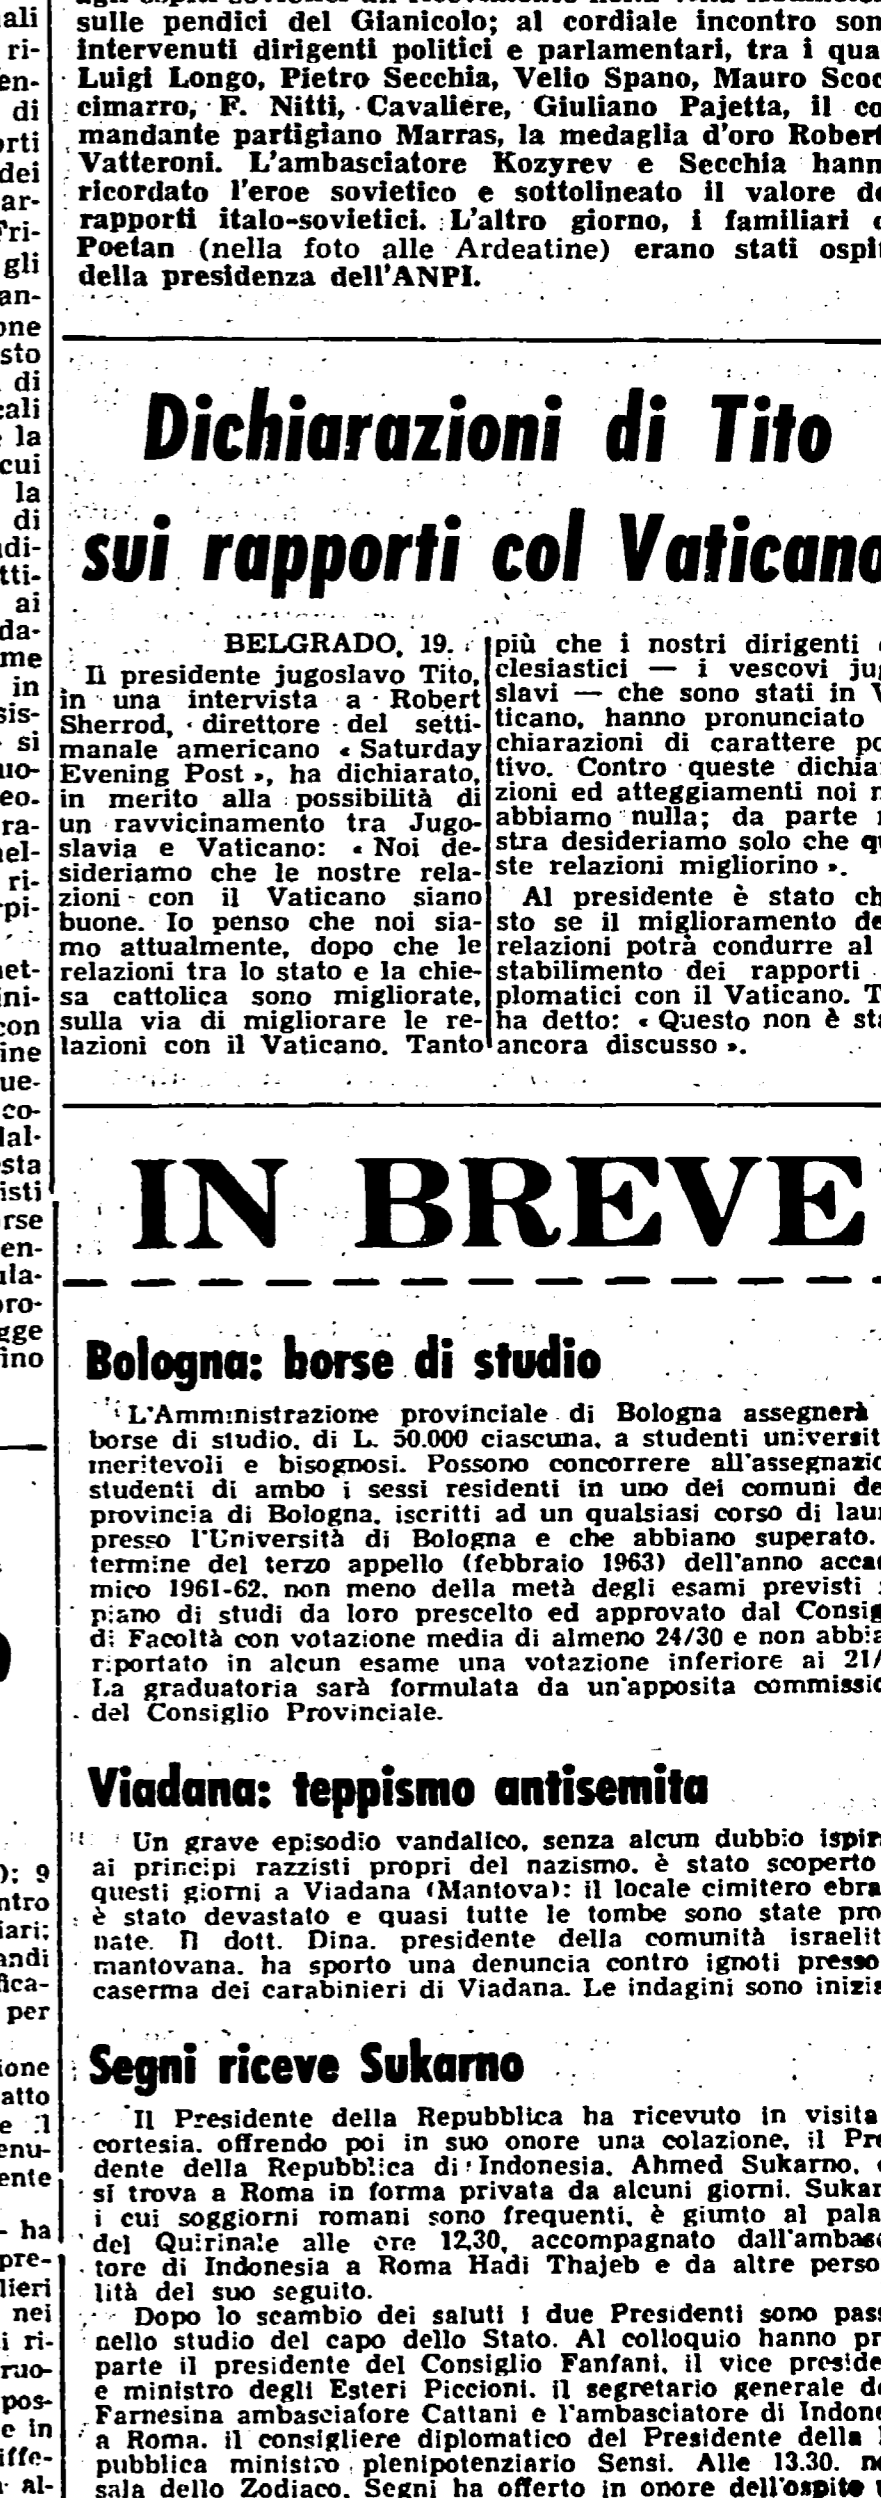 sulle pendici del Gianicolo; al cordiale incontro son
intervenuti dirigenti politici e parlamentari, tra i qua
Luigi Longo, Pietro Secchia, Velio Spano, Mauro Scoc
cimarro, F. Nitti, Cavaliere, Giuliano Pajetta, il co
mandante partigiano Marras, la medaglia d'oro Robert
Vatteroni. L'ambasciatore Kozyrev e Secchia hann
ricordato l'eroe sovietico e sottolineato il valore de
rapporti italo-sovietici. L'altro giorno, i familiari d
Poetan (nella foto alle Ardeatine) erano stati ospit
della presidenza dell'ANPI.
Dichiarazioni di Tito
sui rapporti col Vaticano
BELGRADO, 19.
Il presidente jugoslavo Tito,
in una intervista a Robert
Sherrod, direttore del setti-
manale americano « Saturday
Evening Post », ha dichiarato,
in merito alla possibilità di
un ravvicinamento tra Jugo-
slavia e Vaticano: « Noi de-
sideriamo che le nostre rela-
zioni con il Vaticano siano
buone. Io penso che noi sia-
mo attualmente, dopo che le
relazioni tra lo stato e la chie-
sa cattolica sono migliorate,
sulla via di migliorare le re-
lazioni con il Vaticano. Tanto
più che i nostri dirigenti e
clesiastici — i vescovi jug
slavi — che sono stati in V
ticano, hanno pronunciato
chiarazioni di carattere po
tivo. Contro queste dichia
zioni ed atteggiamenti noi n
abbiamo nulla; da parte n
stra desideriamo solo che qu
ste relazioni migliorino ».
Al presidente è stato ch
sto se il miglioramento de
relazioni potrà condurre al
stabilimento dei rapporti
plomatici con il Vaticano. T
ha detto: « Questo non è sta
ancora discusso ».
IN BREVE
Bologna: borse di studio
L'Amministrazione provinciale di Bologna assegnerà
borse di studio, di L. 50.000 ciascuna, a studenti universit
meritevoli e bisognosi. Possono concorrere all'assegnazio
studenti di ambo i sessi residenti in uno dei comuni de
provincia di Bologna, iscritti ad un qualsiasi corso di lau
presso l'Università di Bologna e che abbiano superato,
termine del terzo appello (febbraio 1963) dell'anno acca
mico 1961-62, non meno della metà degli esami previsti
piano di studi da loro prescelto ed approvato dal Consig
di Facoltà con votazione media di almeno 24/30 e non abbia
riportato in alcun esame una votazione inferiore ai 21/
La graduatoria sarà formulata da un'apposita commissio
del Consiglio Provinciale.
Viadana: teppismo antisemita
Un grave episodio vandalico, senza alcun dubbio ispir
ai principi razzisti propri del nazismo, è stato scoperto
questi giorni a Viadana (Mantova): il locale cimitero ebra
è stato devastato e quasi tutte le tombe sono state pro
nate. Il dott. Dina, presidente della comunità israelit
mantovana, ha sporto una denuncia contro ignoti presso
caserma dei carabinieri di Viadana. Le indagini sono inizia
Segni riceve Sukarno
Il Presidente della Repubblica ha ricevuto in visita
cortesia, offrendo poi in suo onore una colazione, il Pre
dente della Repubblica di Indonesia, Ahmed Sukarno,
si trova a Roma in forma privata da alcuni giorni. Sukar
i cui soggiorni romani sono frequenti, è giunto al pala
del Quirinale alle ore 12,30, accompagnato dall'ambasc
tore di Indonesia a Roma Hadi Thajeb e da altre perso
lità del suo seguito.
Dopo lo scambio dei saluti i due Presidenti sono pass
nello studio del capo dello Stato. Al colloquio hanno pr
parte il presidente del Consiglio Fanfani, il vice preside
e ministro degli Esteri Piccioni, il segretario generale de
Farnesina ambasciatore Cattani e l'ambasciatore di Indone
a Roma, il consigliere diplomatico del Presidente della
pubblica ministro plenipotenziario Sensi. Alle 13.30, ne
sala dello Zodiaco, Segni ha offerto in onore dell'ospite